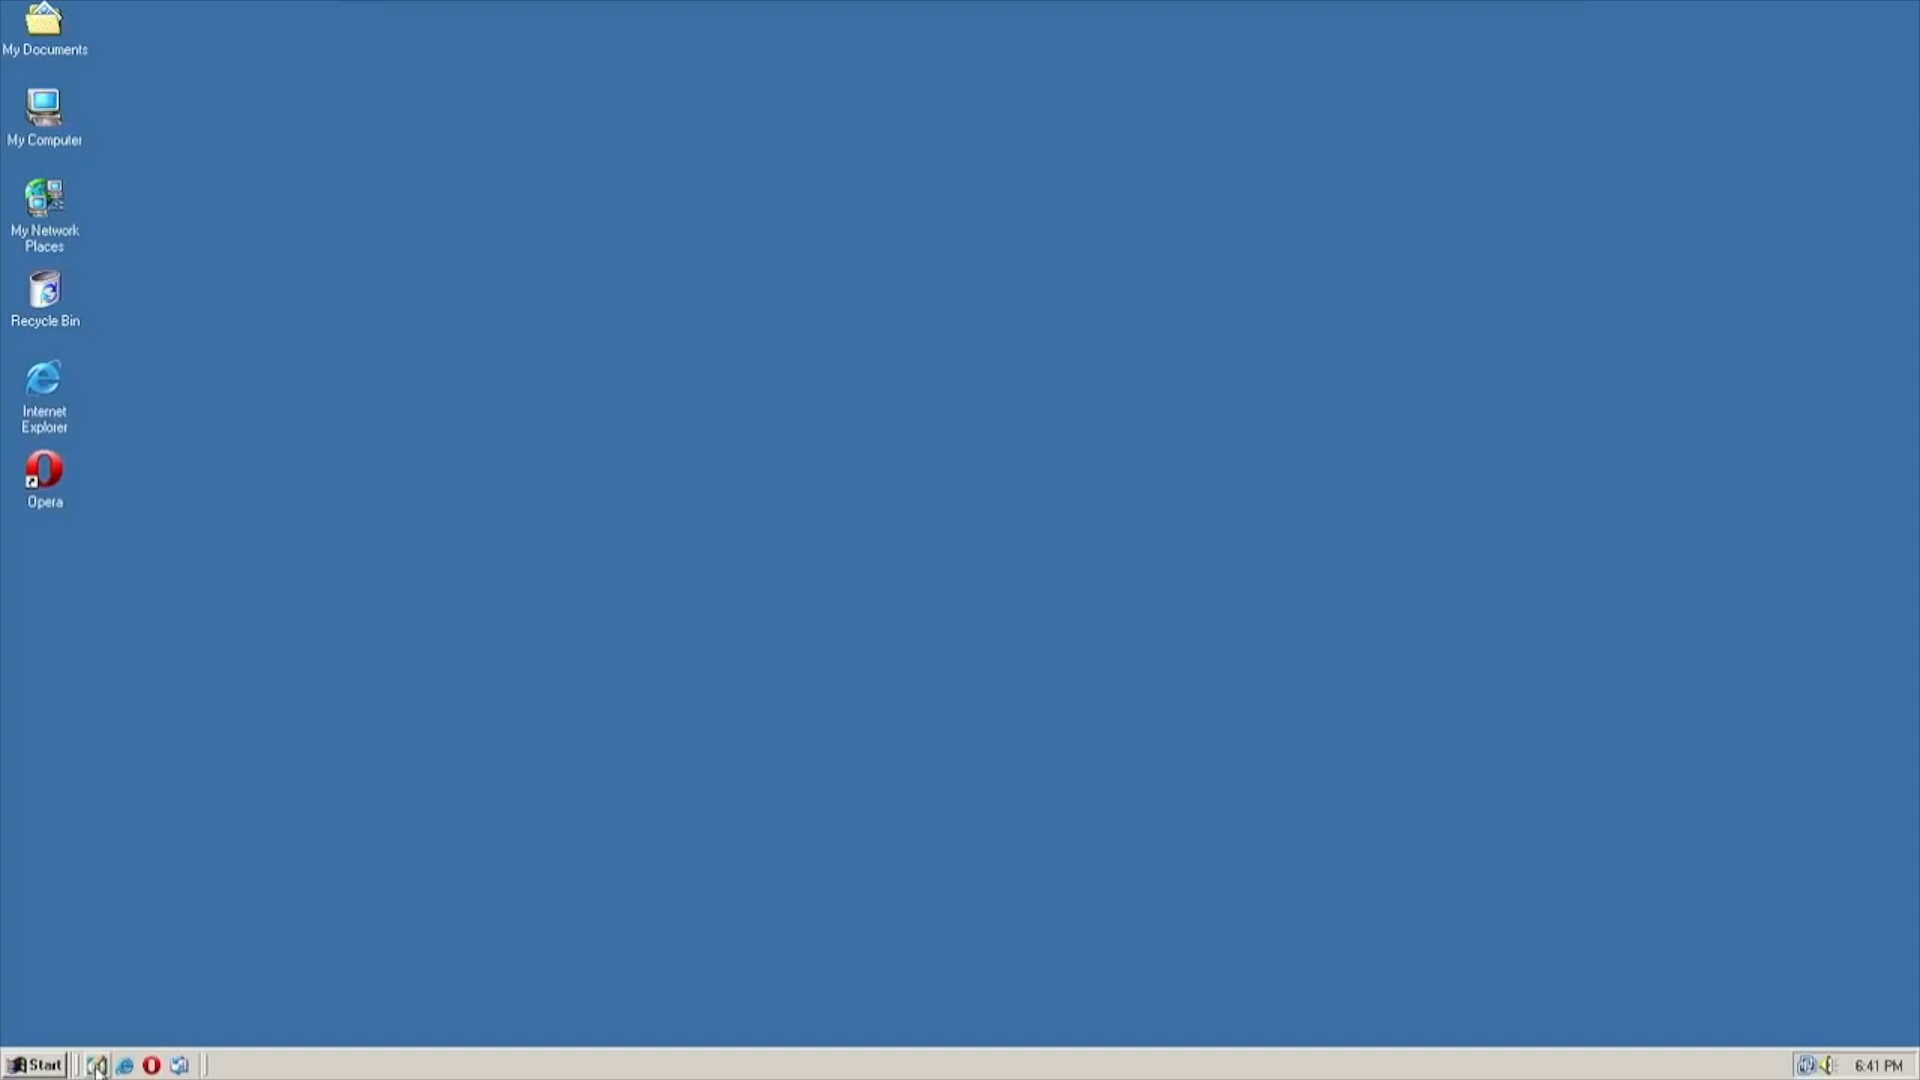 My Documents
My Computer
My Network
Places
Recycle Bin
Internet
Explorer
Opera
Start
6:41 PM